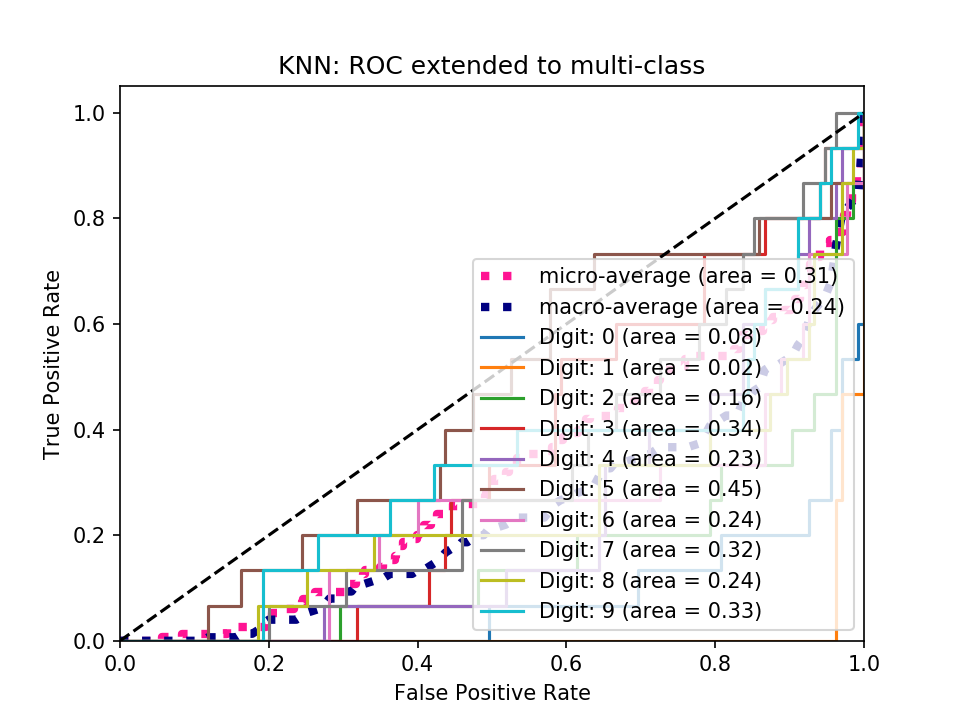 KNN: ROC extended to multi-class
1.0
0.8
0.6
0.4
0.2
0.0
True Positive Rate
micro-average (area = 0.31)
macro-average (area = 0.24)
Digit: 0 (area = 0.08)
Digit: 1 (area = 0.02)
Digit: 2 (area = 0.16)
Digit: 3 (area = 0.34)
Digit: 4 (area = 0.23)
Digit: 5 (area = 0.45)
Digit: 6 (area = 0.24)
Digit: 7 (area = 0.32)
Digit: 8 (area = 0.24)
Digit: 9 (area = 0.33)
0.0 0.2 0.4 0.6 0.8 1.0
False Positive Rate